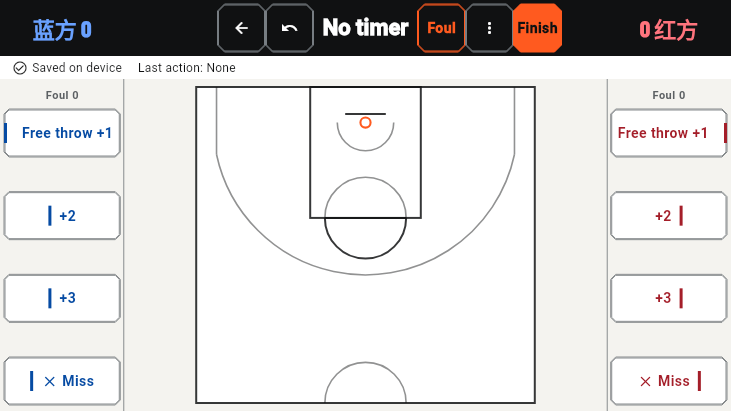 蓝方 0
No timer
Foul
Finish
0 红方
Saved on device
Last action: None
Foul 0
Free throw +1
+2
+3
Miss
Foul 0
Free throw +1
+2
+3
Miss